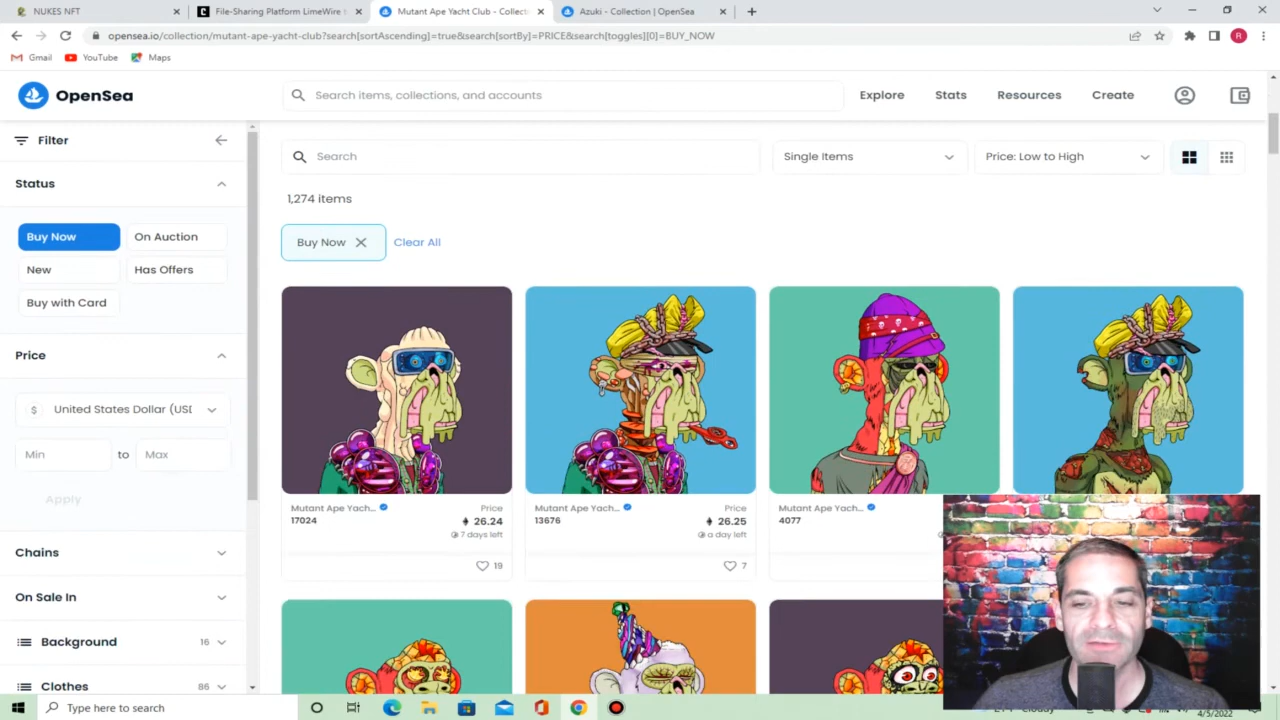 NUKES NFT
File-Sharing Platform LimeWire
Mutant Ape Yacht Club - Collecti
Azuki - Collection | OpenSea
opensea.io/collection/mutant-ape-yacht-club?search[sortAscending]=true&search[sortBy]=PRICE&search[toggles][0]=BUY_NOW
R
Gmail
YouTube
Maps
OpenSea
Search items, collections, and accounts
Explore
Stats
Resources
Create
Filter
Search
Single Items
Price: Low to High
Status
1,274 items
Buy Now
On Auction
Buy Now
Clear All
New
Has Offers
Buy with Card
Price
$ United States Dollar (USD
Min
to
Max
Apply
Mutant Ape Yach...
17024
Price
26.24
7 days left
19
Mutant Ape Yach...
13676
Price
26.25
a day left
7
Mutant Ape Yach...
4077
Chains
On Sale In
Background
16
Clothes
86
Type here to search
Cloudy
4/5/2022